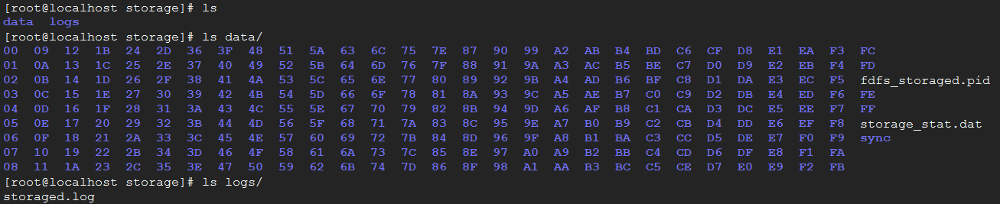 [root@localhost storage]# ls
data  logs
[root@localhost storage]# ls data/
00  09  12  1B  24  2D  36  3F  48  51  5A  63  6C  75  7E  87  90  99  A2  AB  B4  BD  C6  CF  D8  E1  EA  F3  FC
01  0A  13  1C  25  2E  37  40  49  52  5B  64  6D  76  7F  88  91  9A  A3  AC  B5  BE  C7  D0  D9  E2  EB  F4  FD
02  0B  14  1D  26  2F  38  41  4A  53  5C  65  6E  77  80  89  92  9B  A4  AD  B6  BF  C8  D1  DA  E3  EC  F5  fdfs_storaged.pid
03  0C  15  1E  27  30  39  42  4B  54  5D  66  6F  78  81  8A  93  9C  A5  AE  B7  C0  C9  D2  DB  E4  ED  F6  FE
04  0D  16  1F  28  31  3A  43  4C  55  5E  67  70  79  82  8B  94  9D  A6  AF  B8  C1  CA  D3  DC  E5  EE  F7  FF
05  0E  17  20  29  32  3B  44  4D  56  5F  68  71  7A  83  8C  95  9E  A7  B0  B9  C2  CB  D4  DD  E6  EF  F8  storage_stat.dat
06  0F  18  21  2A  33  3C  45  4E  57  60  69  72  7B  84  8D  96  9F  A8  B1  BA  C3  CC  D5  DE  E7  F0  F9  sync
07  10  19  22  2B  34  3D  46  4F  58  61  6A  73  7C  85  8E  97  A0  A9  B2  BB  C4  CD  D6  DF  E8  F1  FA
08  11  1A  23  2C  35  3E  47  50  59  62  6B  74  7D  86  8F  98  A1  AA  B3  BC  C5  CE  D7  E0  E9  F2  FB
[root@localhost storage]# ls logs/
storaged.log